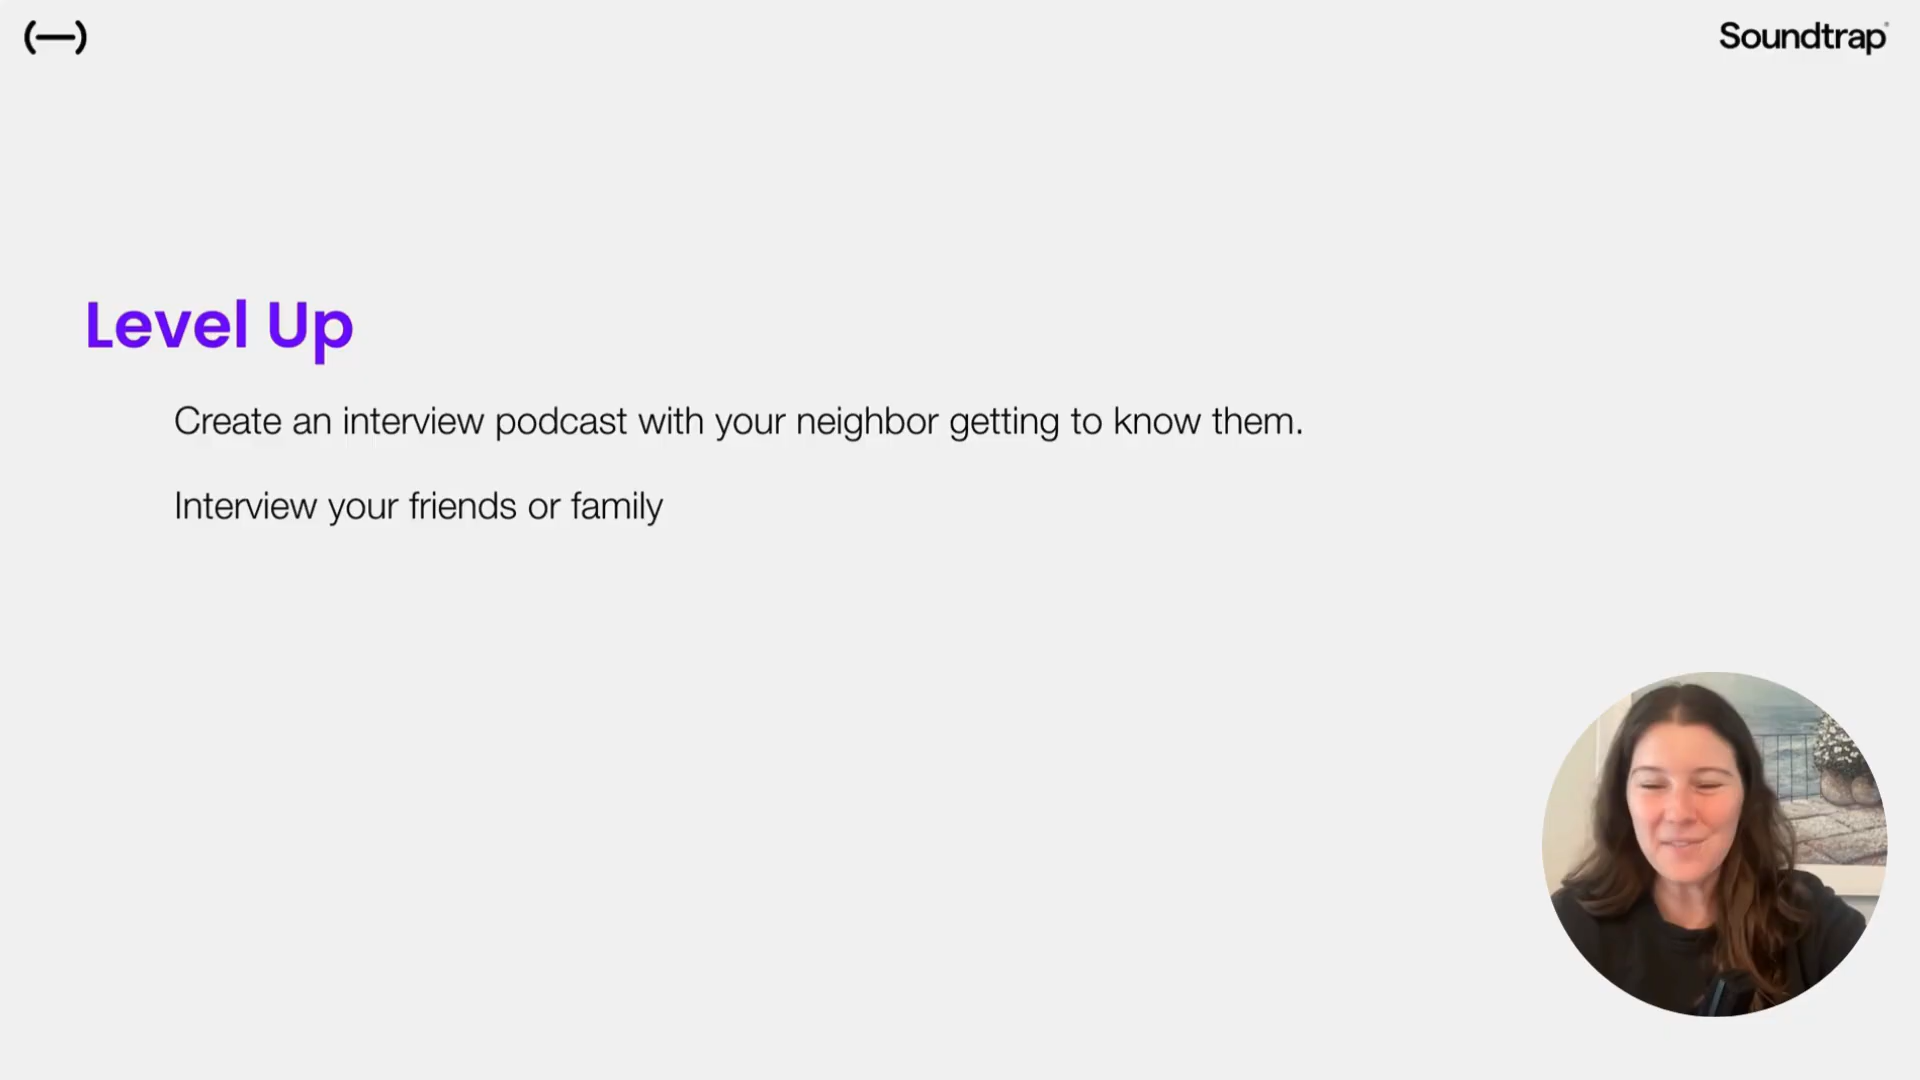 Soundtrap
Level Up
Create an interview podcast with your neighbor getting to know them.
Interview your friends or family